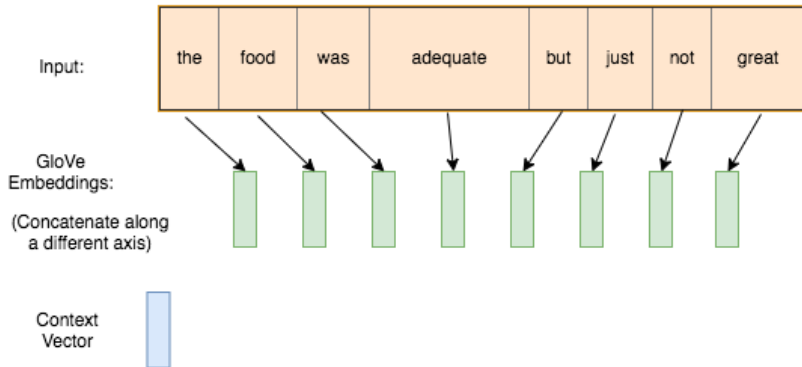 Input:
the food was adequate but just not great
GloVe
Embeddings:
(Concatenate along
a different axis)
Context
Vector